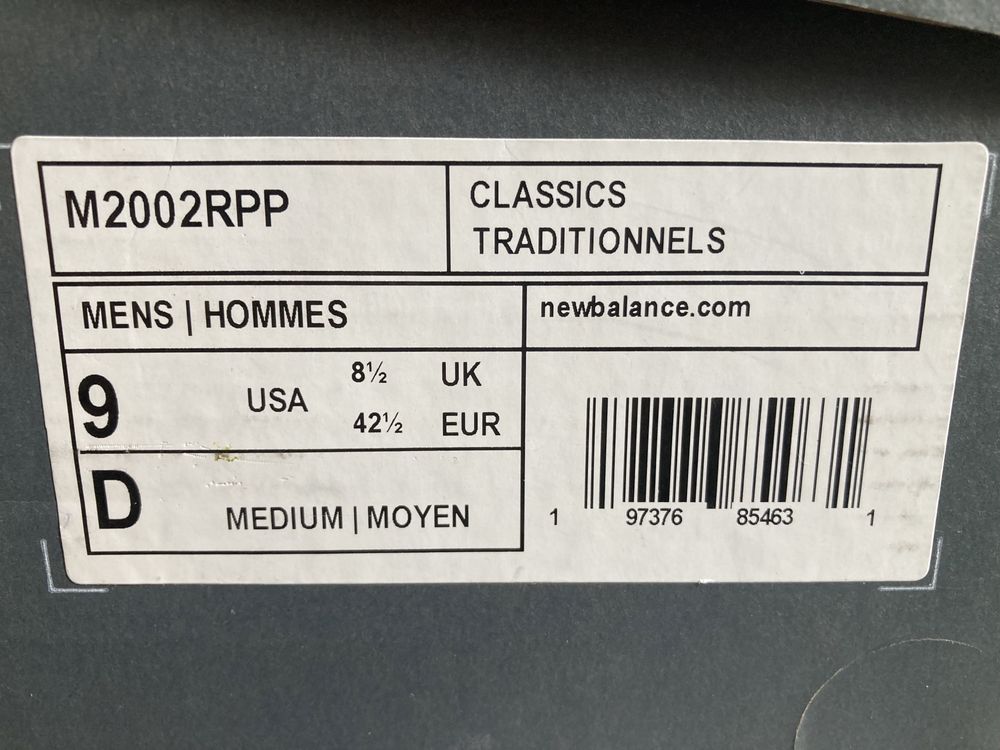 M2002RPP
CLASSICS
TRADITIONNELS
MENS | HOMMES
newbalance.com
9 USA 8½ UK
42½ EUR
D MEDIUM | MOYEN
1 97376 85463 1